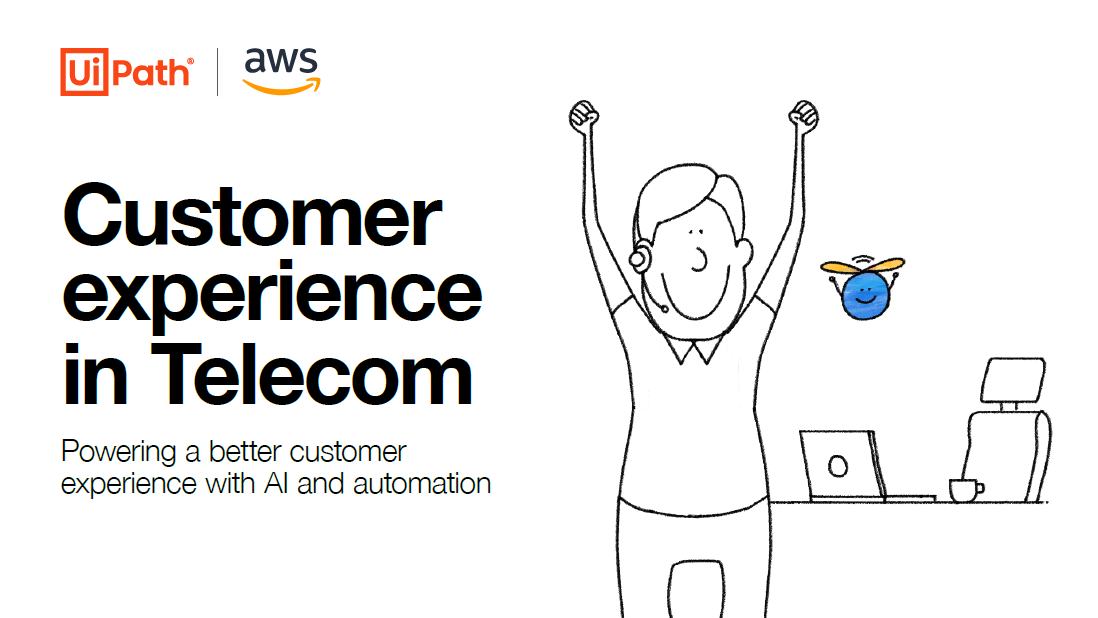 UiPath®
aws
Customer
experience
in Telecom
Powering a better customer
experience with AI and automation